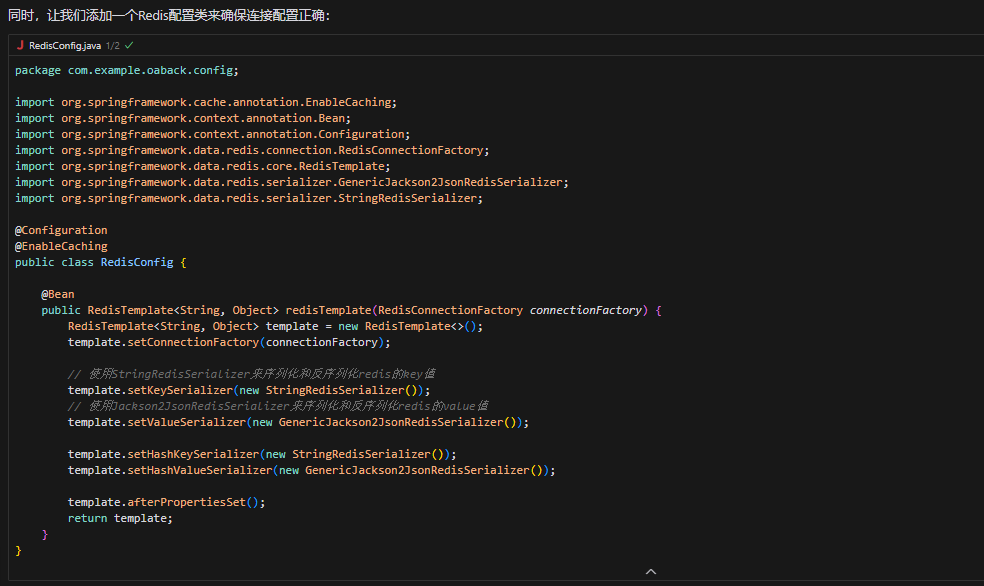 同时，让我们添加一个Redis配置类来确保连接配置正确：
J RedisConfig.java 1/2 ✓
package com.example.oaback.config;
import org.springframework.cache.annotation.EnableCaching;
import org.springframework.context.annotation.Bean;
import org.springframework.context.annotation.Configuration;
import org.springframework.data.redis.connection.RedisConnectionFactory;
import org.springframework.data.redis.core.RedisTemplate;
import org.springframework.data.redis.serializer.GenericJackson2JsonRedisSerializer;
import org.springframework.data.redis.serializer.StringRedisSerializer;
@Configuration
@EnableCaching
public class RedisConfig {
@Bean
public RedisTemplate<String, Object> redisTemplate(RedisConnectionFactory connectionFactory) {
RedisTemplate<String, Object> template = new RedisTemplate<>();
template.setConnectionFactory(connectionFactory);
// 使用StringRedisSerializer来序列化和反序列化redis的key值
template.setKeySerializer(new StringRedisSerializer());
// 使用Jackson2JsonRedisSerializer来序列化和反序列化redis的value值
template.setValueSerializer(new GenericJackson2JsonRedisSerializer());
template.setHashKeySerializer(new StringRedisSerializer());
template.setHashValueSerializer(new GenericJackson2JsonRedisSerializer());
template.afterPropertiesSet();
return template;
}
}